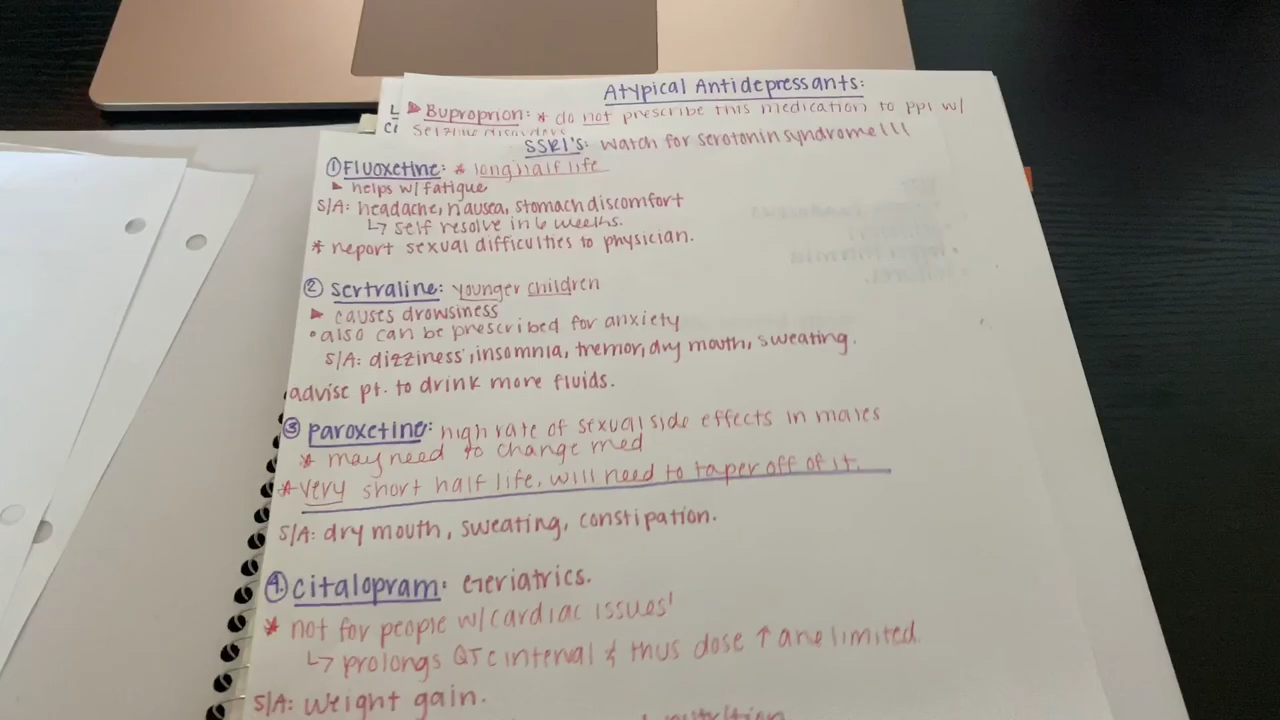 Atypical Antidepressants:
L ▸ Buproprion: * do not prescribe this medication to ppl w/
CI seizure disorders
SSRI's: watch for serotonin syndrome!!!
① Fluoxetine: * long half life
▸ helps w/ fatigue
S/A: headache, nausea, stomach discomfort
↳ self resolve in 6 weeks.
* report sexual difficulties to physician.
② Sertraline: younger children
▸ causes drowsiness
• also can be prescribed for anxiety
S/A: dizziness, insomnia, tremor, dry mouth, sweating.
advise pt. to drink more fluids.
③ paroxetine: high rate of sexual side effects in males
* may need to change med
* very short half life, will need to taper off of it.
S/A: dry mouth, sweating, constipation.
④ citalopram: Geriatrics.
* not for people w/ cardiac issues!
↳ prolongs QTc interval & thus dose ↑ are limited.
S/A: weight gain.